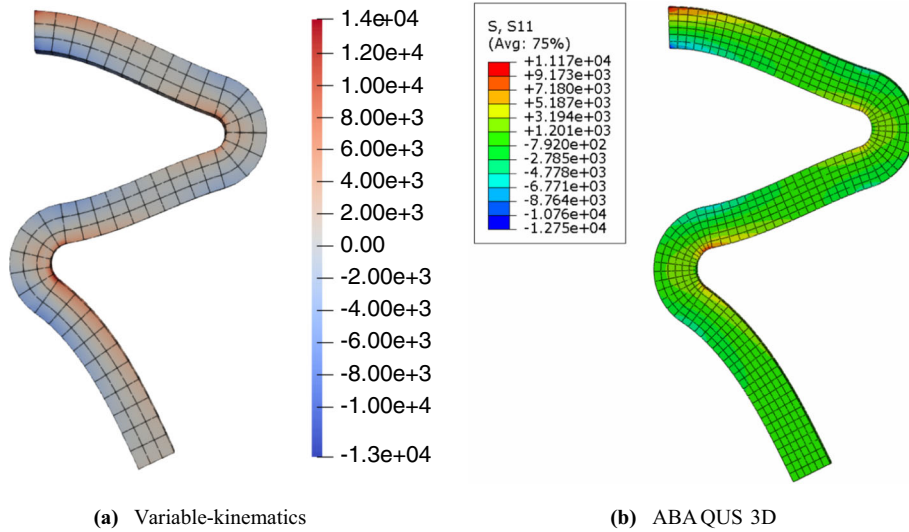 1.4e+04
1.00e+4
8.00e+3
6.00e+3
4.00e+3
2.00e+3
0.00
-2.00e+3
-4.00e+3
-6.00e+3
-8.00e+3
-1.00e+4
-1.3e+04
S, S11
(Avg: 75%)
+1.117e+04
+9.173e+03
+7.180e+03
+5.187e+03
+3.194e+03
+1.201e+03
-7.920e+02
-2.785e+03
-4.778e+03
-6.771e+03
-8.764e+03
-1.076e+04
-1.275e+04
(a) Variable-kinematics
(b) ABAQUS 3D